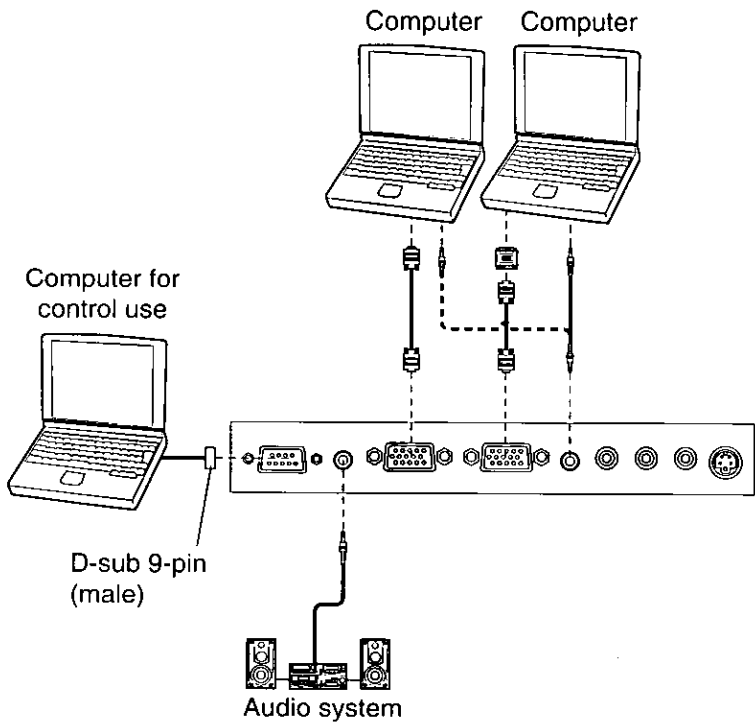 Computer Computer
Computer for
control use
D-sub 9-pin
(male)
Audio system